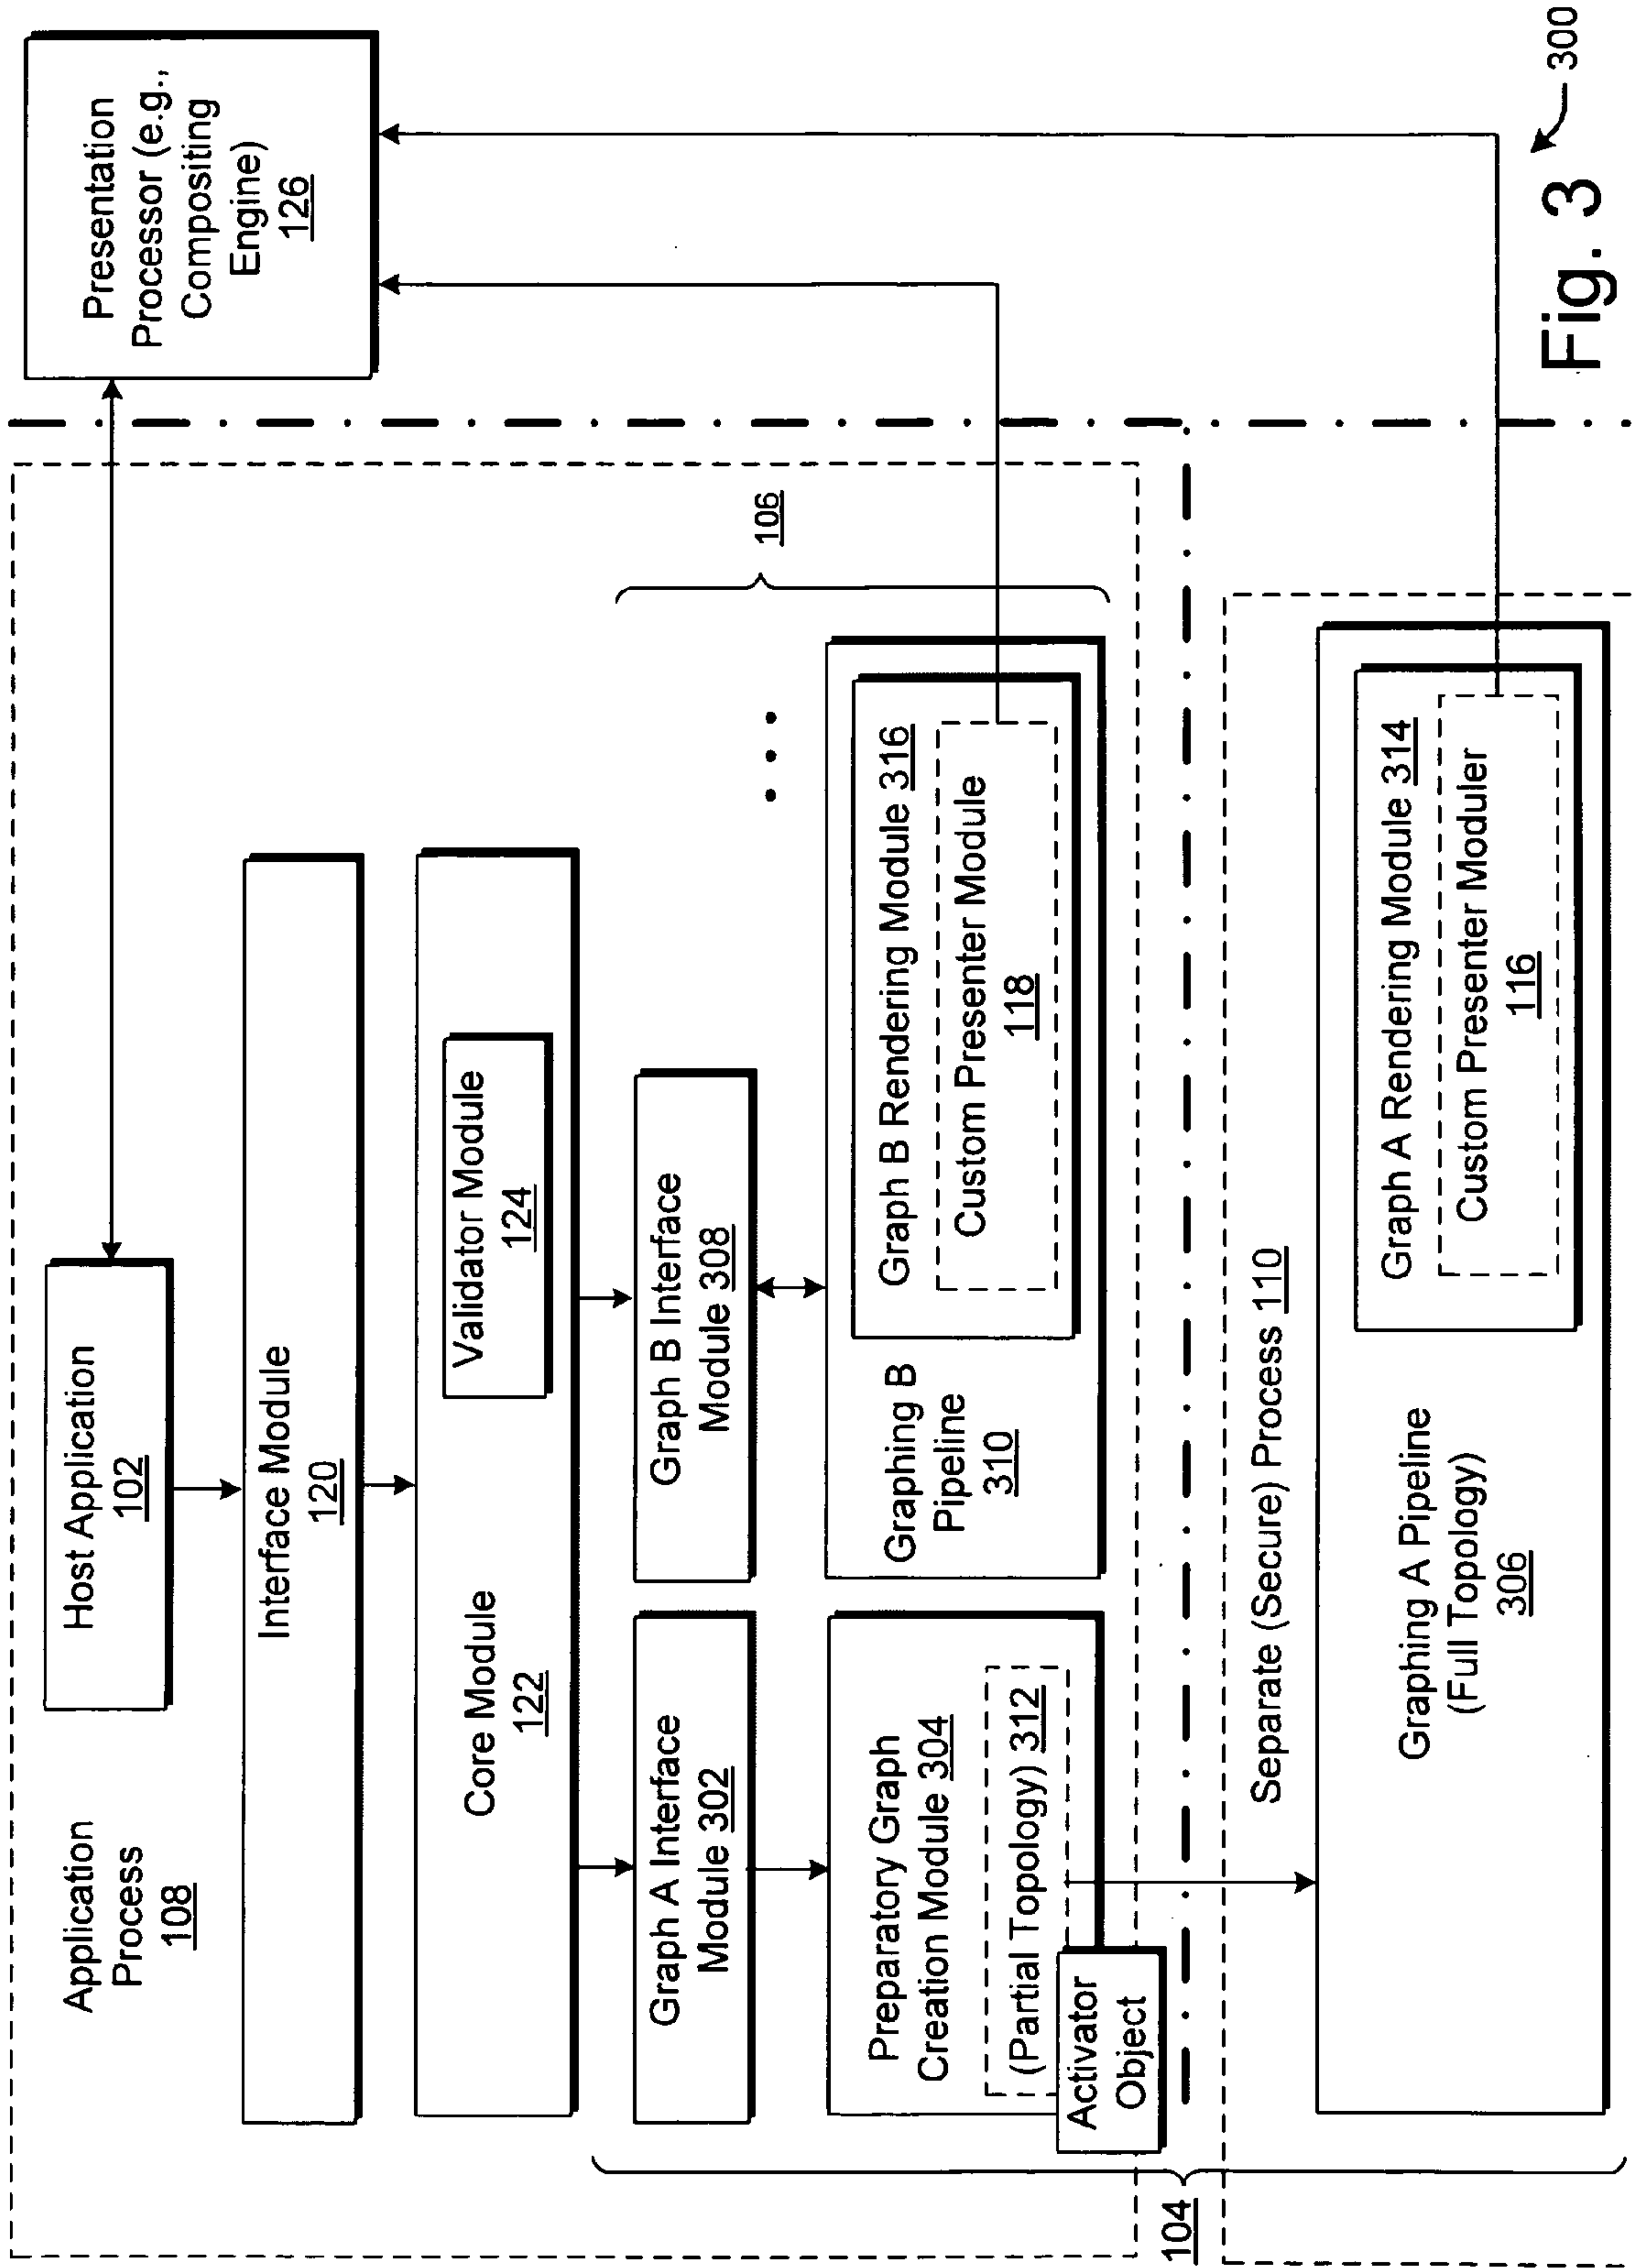 Application
Process
108
Host Application
102
Presentation
Processor (e.g.,
Compositing
Engine)
126
Interface Module
120
Core Module
122
Validator Module
124
Graph A Interface
Module 302
Graph B Interface
Module 308
106
Preparatory Graph
Creation Module 304
(Partial Topology) 312
Activator
Object
Graphing B
Pipeline
310
Graph B Rendering Module 316
Custom Presenter Module
118
104
Separate (Secure) Process 110
Graphing A Pipeline
(Full Topology)
306
Graph A Rendering Module 314
Custom Presenter Moduler
116
Fig. 3
300